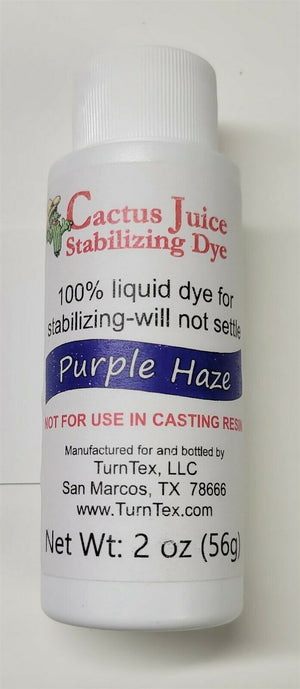 Cactus Juice
Stabilizing Dye
100% liquid dye for
stabilizing-will not settle
Purple Haze
NOT FOR USE IN CASTING RESIN
Manufactured for and bottled by
TurnTex, LLC
San Marcos, TX 78666
www.TurnTex.com
Net Wt: 2 oz (56g)